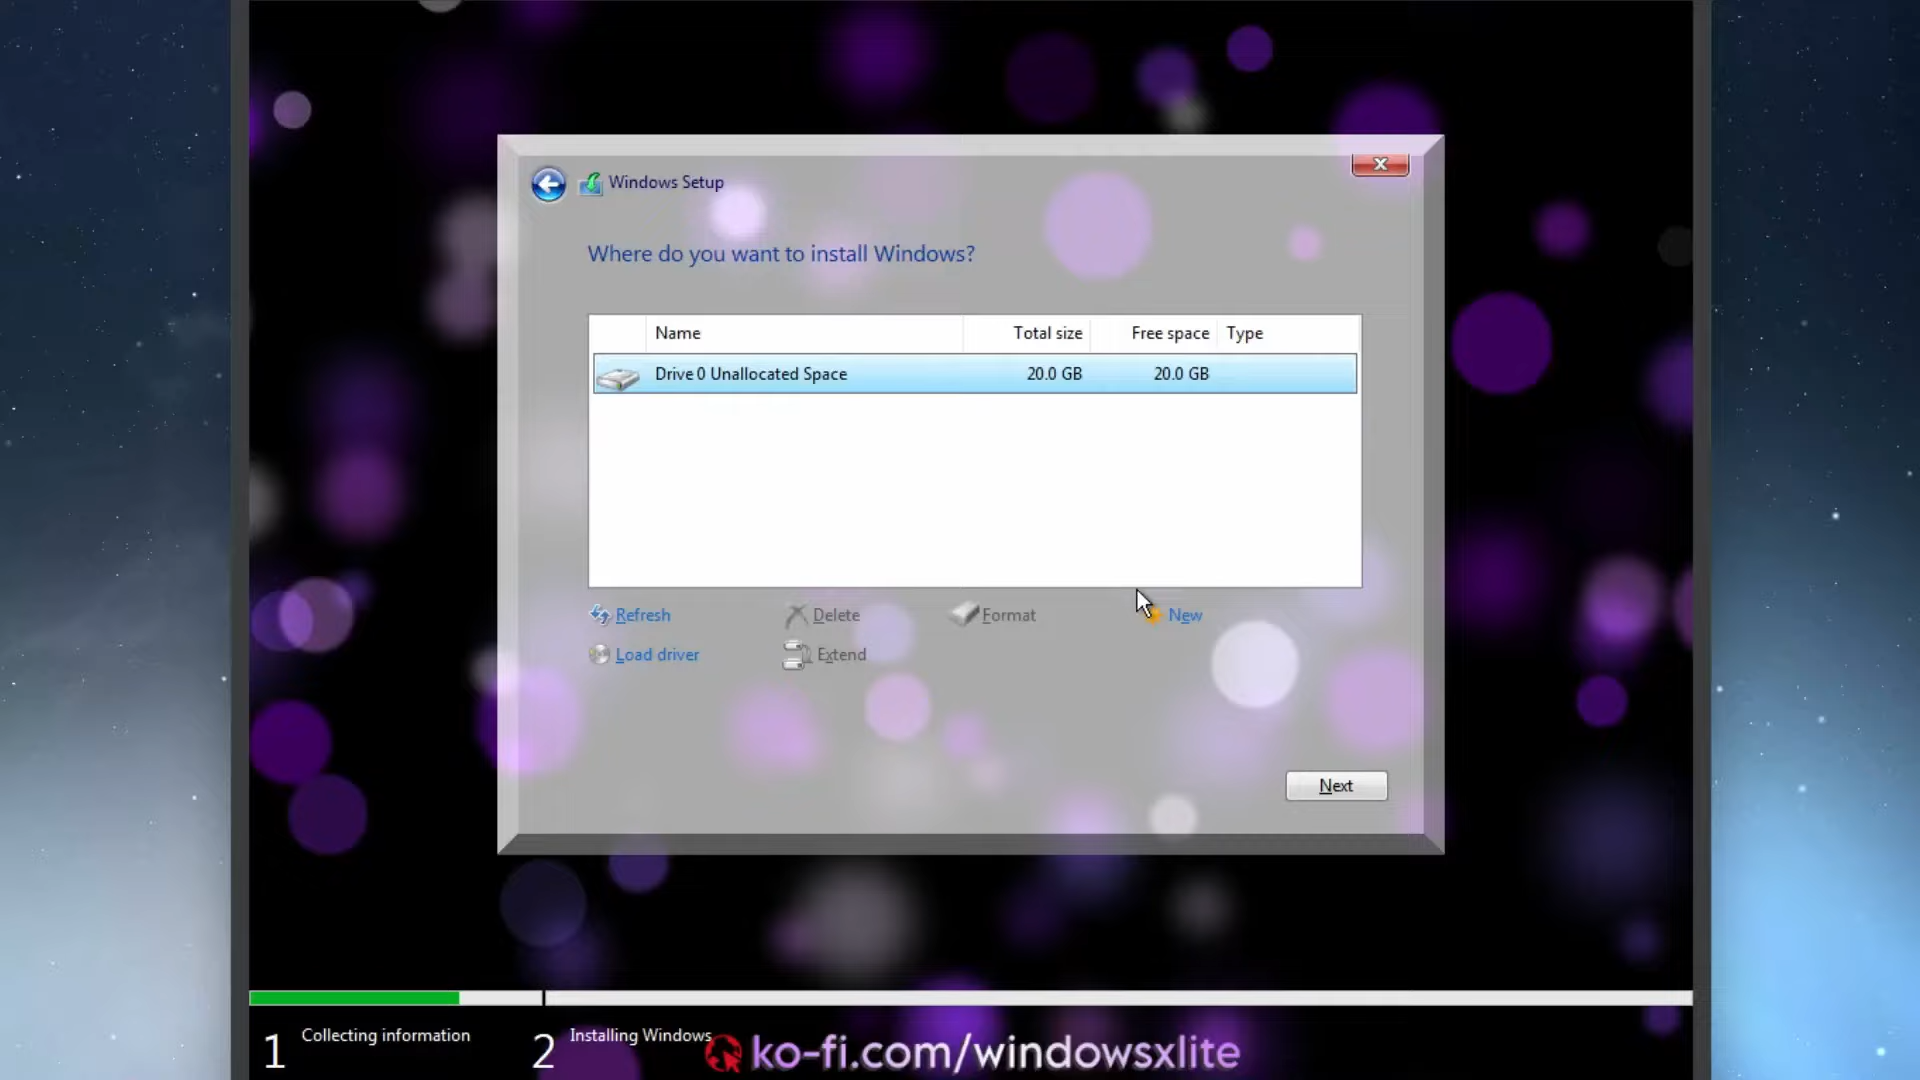 Windows Setup
Where do you want to install Windows?
Name Total size Free space Type
Drive 0 Unallocated Space 20.0 GB 20.0 GB
Refresh Delete Format New
Load driver Extend
Next
1 Collecting information 2 Installing Windows
ko-fi.com/windowsxlite